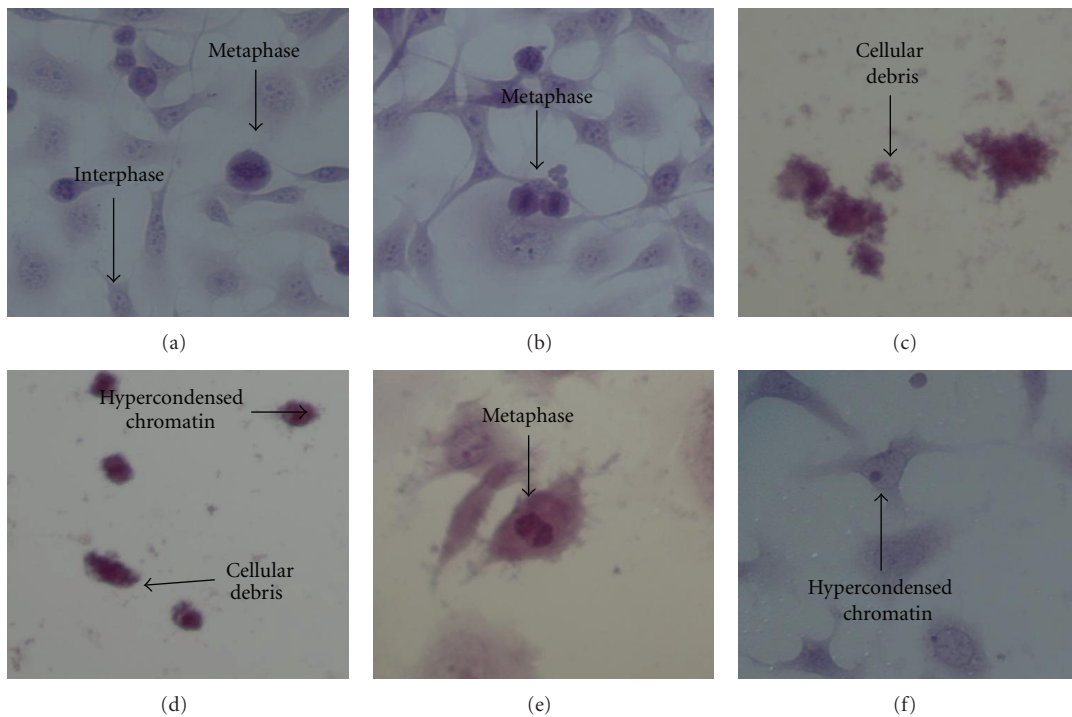 Metaphase
Interphase
(a)
Metaphase
(b)
Cellular
debris
(c)
Hypercondensed
chromatin
Cellular
debris
(d)
Metaphase
(e)
Hypercondensed
chromatin
(f)